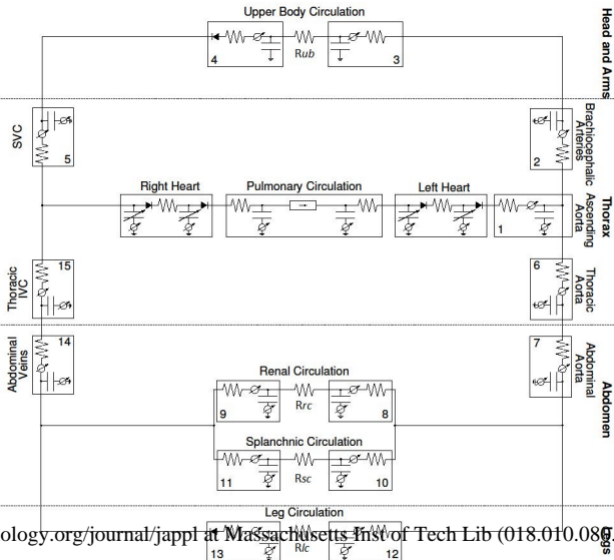 Upper Body Circulation
Head and Arms
Rub
4
3
SVC
5
Brachiocephalic
Arteries
2
Right Heart
Pulmonary Circulation
Left Heart
Ascending
Aorta
1
Thorax
Thoracic
IVC
15
6
Thoracic
Aorta
Abdominal
Veins
14
7
Abdominal
Aorta
Abdomen
Renal Circulation
9
Rrc
8
Splanchnic Circulation
11
Rsc
10
Leg Circulation
13
Rlc
12
ology.org/journal/jappl at Massachusetts Inst of Tech Lib (018.010.086